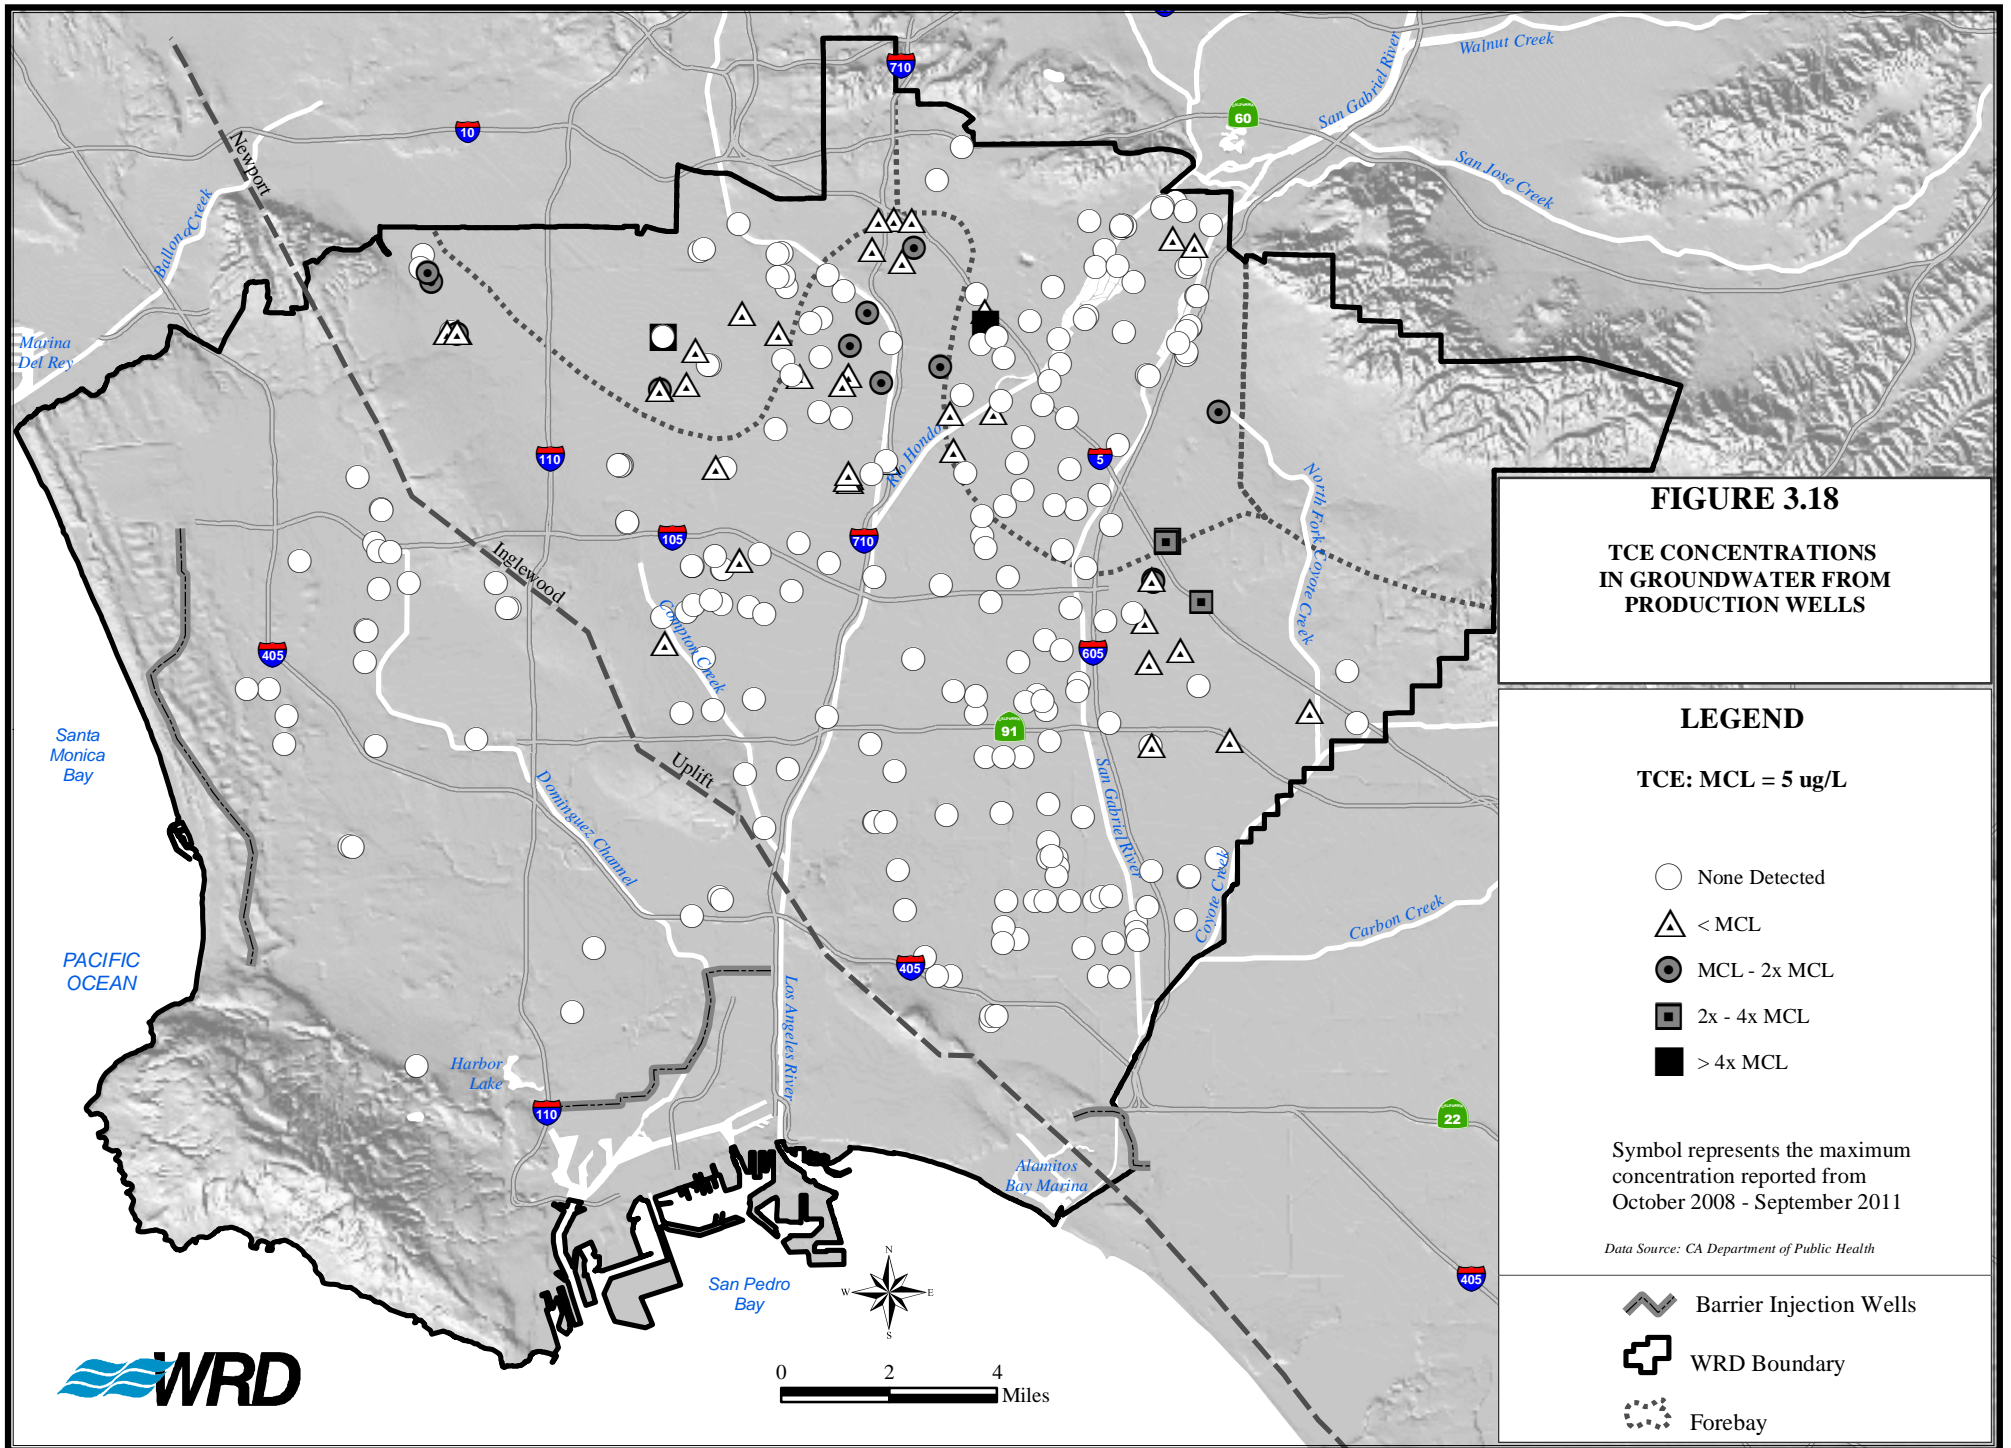 710
Walnut Creek
San Gabriel River
10
CALIFORNIA
60
Newport
San Jose Creek
Ballona Creek
Marina
Del Rey
110
Rio Hondo
5
North Fork Coyote Creek
105
710
Inglewood
Compton Creek
405
605
CALIFORNIA
91
Santa
Monica
Bay
Uplift
Dominguez Channel
San Gabriel River
Coyote Creek
Carbon Creek
PACIFIC
OCEAN
405
Los Angeles River
Harbor
Lake
110
CALIFORNIA
22
Alamitos
Bay Marina
405
San Pedro
Bay
N
W
E
S
WRD
0 2 4
Miles
FIGURE 3.18
TCE CONCENTRATIONS
IN GROUNDWATER FROM
PRODUCTION WELLS
LEGEND
TCE: MCL = 5 ug/L
None Detected
< MCL
MCL - 2x MCL
2x - 4x MCL
> 4x MCL
Symbol represents the maximum
concentration reported from
October 2008 - September 2011
Data Source: CA Department of Public Health
Barrier Injection Wells
WRD Boundary
Forebay